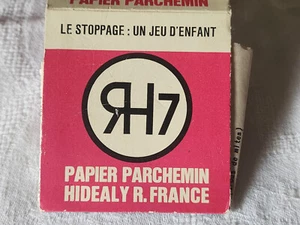 PAPIER PARCHEMIN
LE STOPPAGE : UN JEU D'ENFANT
RH7
PAPIER PARCHEMIN
HIDEALY R. FRANCE